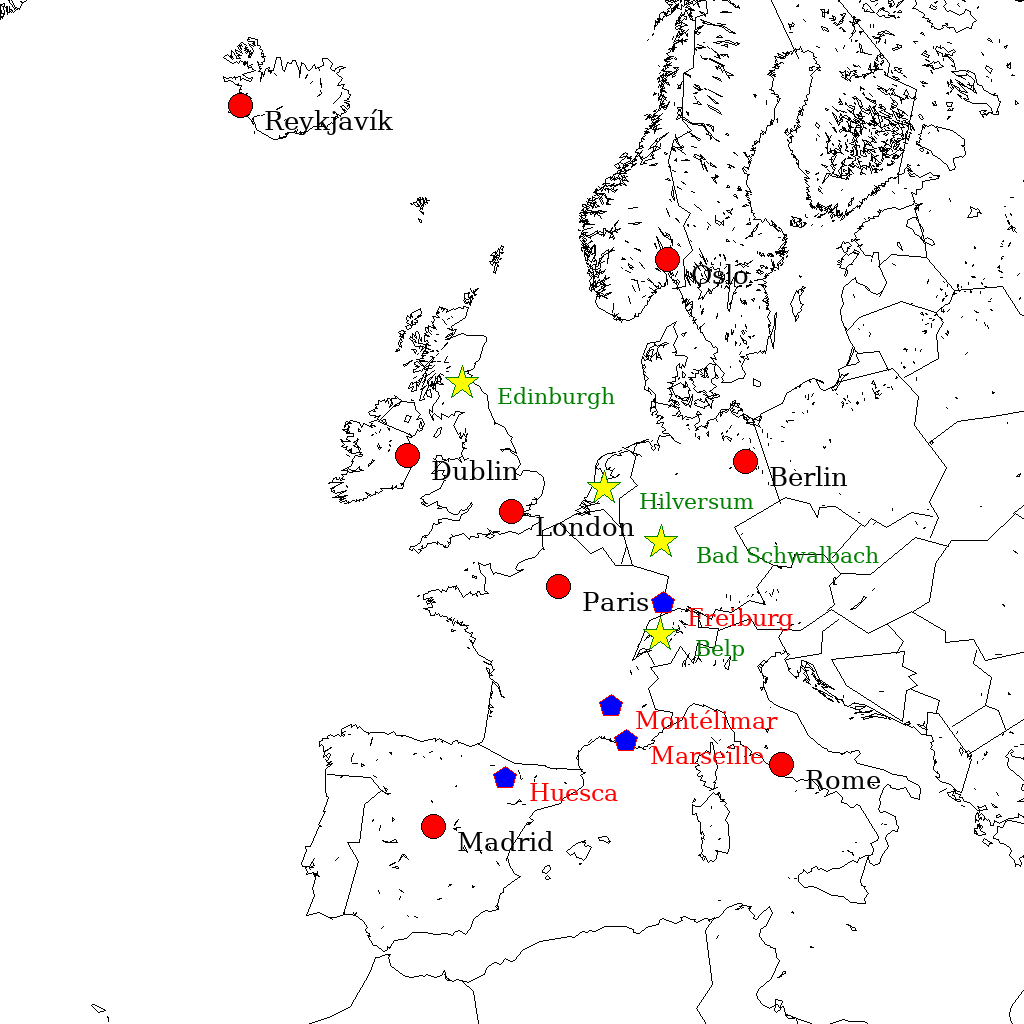 Reykjavík
Oslo
Edinburgh
Dublin
Berlin
Hilversum
London
Bad Schwalbach
Paris
Freiburg
Belp
Montélimar
Marseille
Rome
Huesca
Madrid